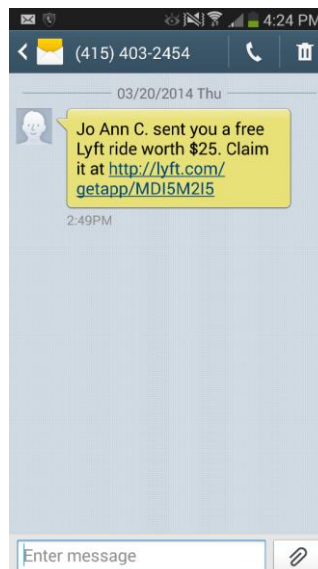 4:24 PM
(415) 403-2454
03/20/2014 Thu
Jo Ann C. sent you a free
Lyft ride worth $25. Claim
it at http://lyft.com/
getapp/MDI5M2I5
2:49PM
Enter message